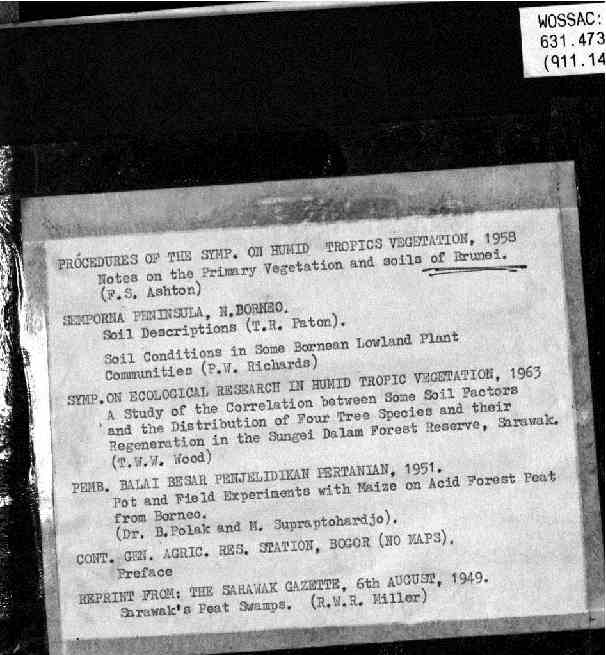 WOSSAC:
631.473
(911.14
PROCEDURES OF THE SYMP. ON HUMID TROPICS VEGETATION, 1958
Notes on the Primary Vegetation and soils of Brunei.
(F.S. Ashton)
SEMPORNA PENINSULA, N.BORNEO.
Soil Descriptions (T.R. Paton).
Soil Conditions in Some Bornean Lowland Plant
Communities (P.W. Richards)
SYMP.ON ECOLOGICAL RESEARCH IN HUMID TROPIC VEGETATION, 1963
A Study of the Correlation between Some Soil Factors
and the Distribution of Four Tree Species and their
Regeneration in the Sungei Dalam Forest Reserve, Sarawak.
(T.W.W. Wood)
PEMB. BALAI BESAR PENJELIDIKAN PERTANIAN, 1951.
Pot and Field Experiments with Maize on Acid Forest Peat
from Borneo.
(Dr. B.Polak and M. Supraptohardjo).
CONT. GEN. AGRIC. RES. STATION, BOGOR (NO MAPS).
Preface
REPRINT FROM: THE SARAWAK GAZETTE, 6th AUGUST, 1949.
Sarawak's Peat Swamps. (R.W.R. Miller)